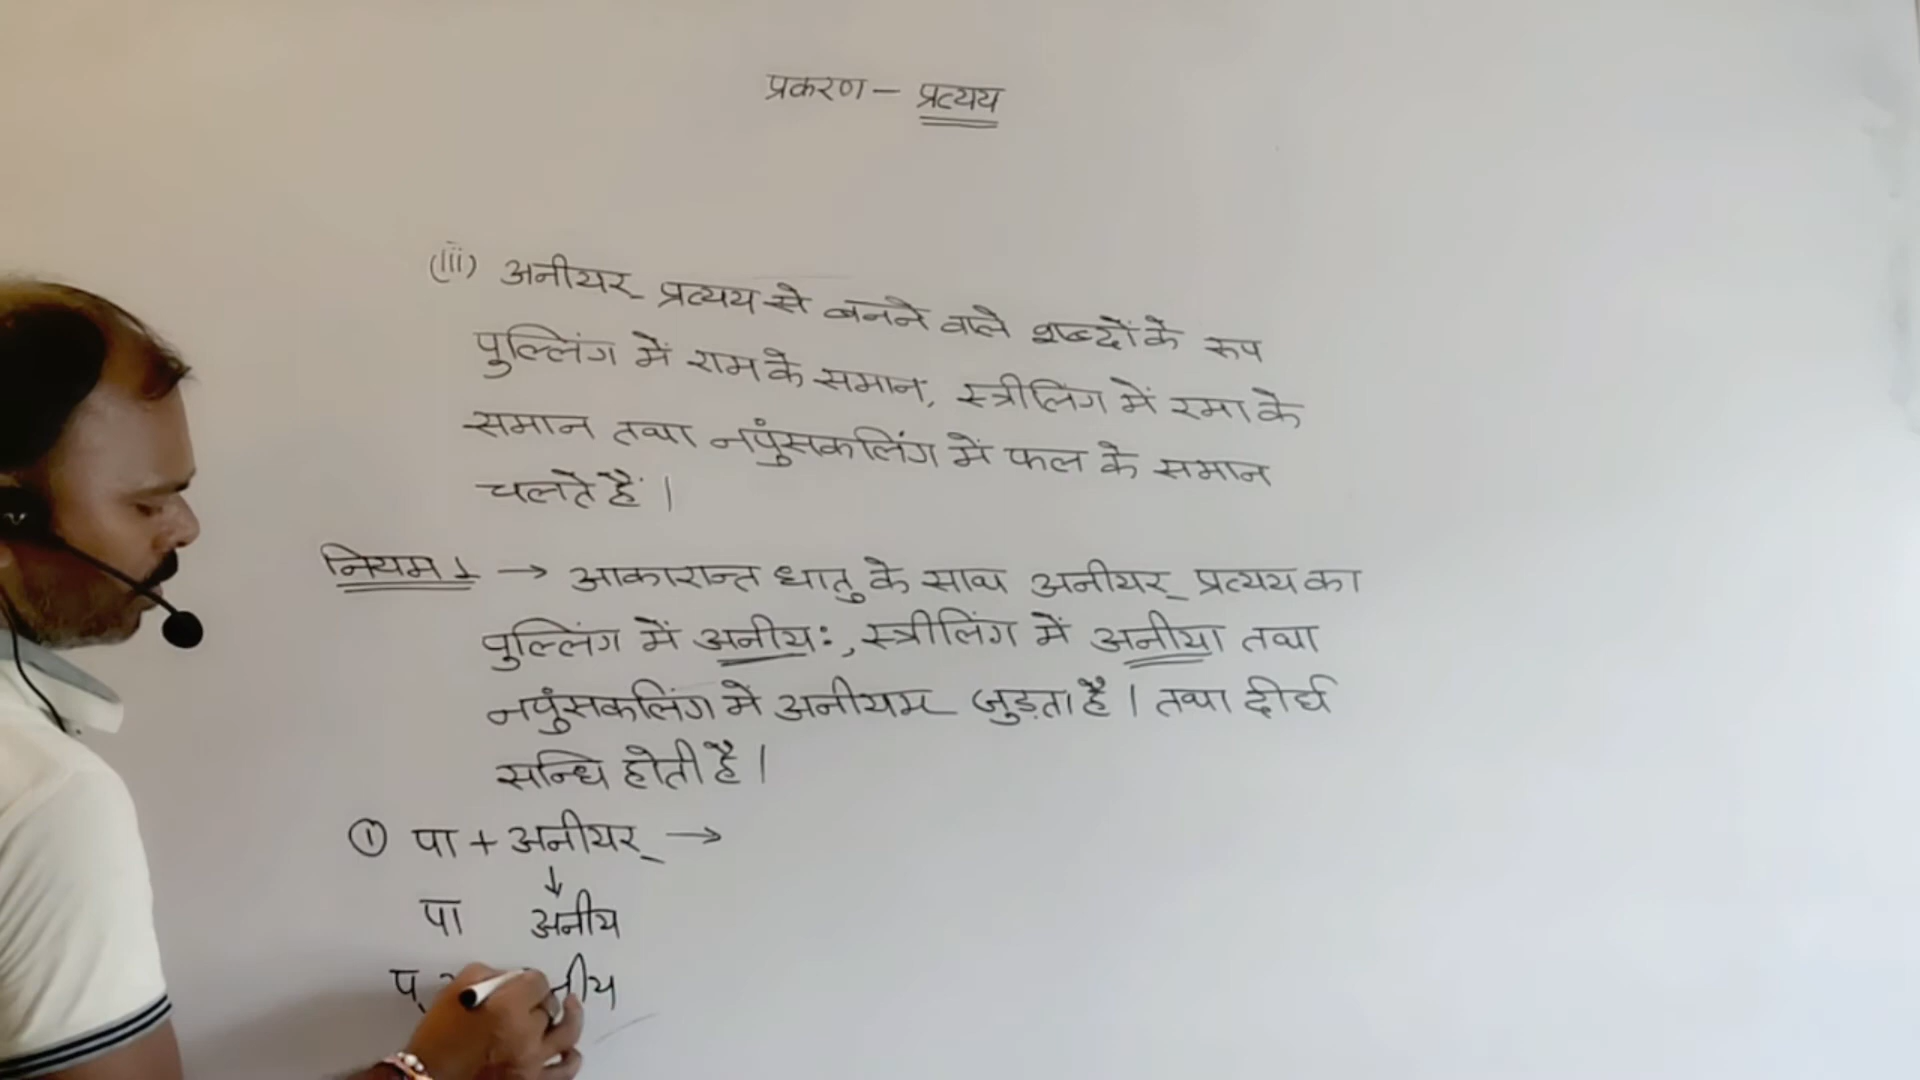 प्रकरण – प्रत्यय
(iii) अनीयर् प्रत्यय से बनने वाले शब्दों के रूप
पुल्लिंग में राम के समान, स्त्रीलिंग में रमा के
समान तथा नपुंसकलिंग में फल के समान
चलते हैं।
नियम 1 → आकारान्त धातु के साथ अनीयर् प्रत्यय का
पुल्लिंग में अनीयः, स्त्रीलिंग में अनीया तथा
नपुंसकलिंग में अनीयम् जुड़ता है। तथा दीर्घ
सन्धि होती है।
① पा + अनीयर् →
↓
पा अनीय
प्